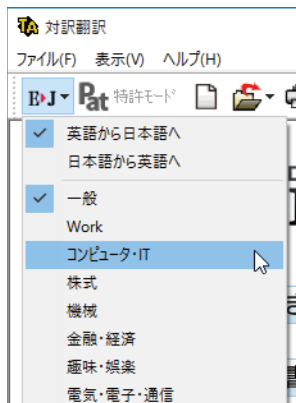 対訳翻訳
ファイル(F) 表示(V) ヘルプ(H)
E▸J Pat 特許モード
英語から日本語へ
日本語から英語へ
一般
Work
コンピュータ・IT
株式
機械
金融・経済
趣味・娯楽
電気・電子・通信